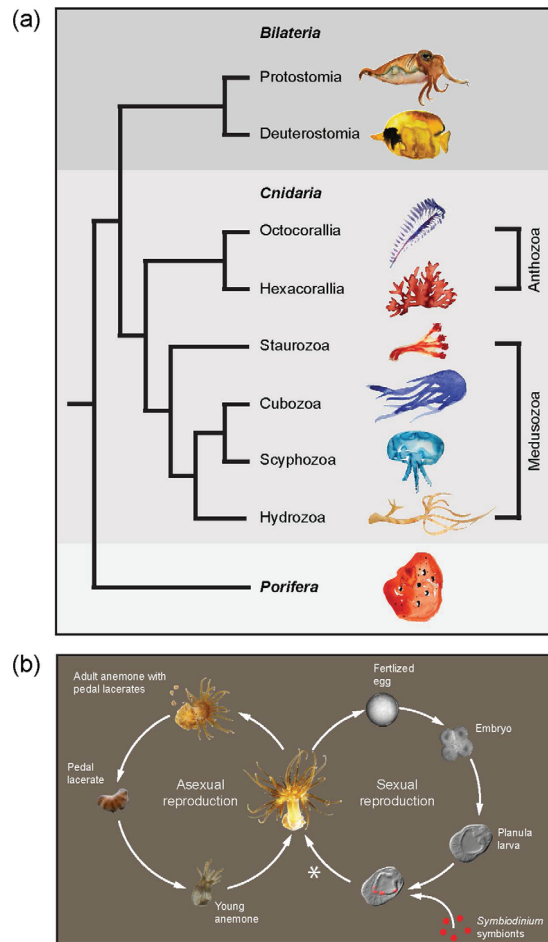 (a)
Bilateria
Protostomia
Deuterostomia
Cnidaria
Octocorallia
Hexacorallia
Anthozoa
Staurozoa
Cubozoa
Scyphozoa
Hydrozoa
Medusozoa
Porifera
(b)
Adult anemone with
pedal lacerates
Pedal
lacerate
Asexual
reproduction
Young
anemone
Fertlized
egg
Embryo
Sexual
reproduction
Planula
larva
*
Symbiodinium
symbionts